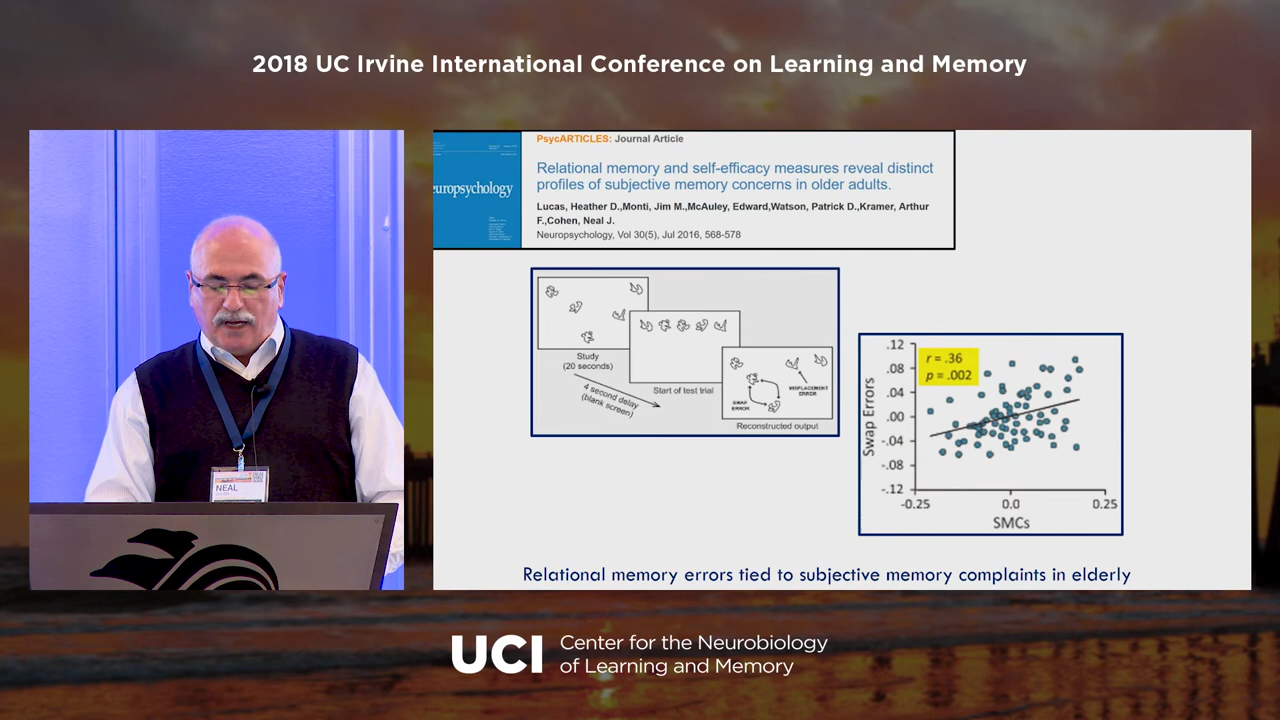 2018 UC Irvine International Conference on Learning and Memory
PsycARTICLES: Journal Article
Relational memory and self-efficacy measures reveal distinct
profiles of subjective memory concerns in older adults.
Lucas, Heather D.,Monti, Jim M.,McAuley, Edward,Watson, Patrick D.,Kramer, Arthur
F.,Cohen, Neal J.
Neuropsychology, Vol 30(5), Jul 2016, 568-578
europsychology
Study
(20 seconds)
4 second delay
(blank screen)
Start of test trial
SWAP
ERROR
MISPLACEMENT
ERROR
Reconstructed output
r = .36
p = .002
Swap Errors
.12
.08
.04
.00
-.04
-.08
-.12
-0.25
0.0
0.25
SMCs
Relational memory errors tied to subjective memory complaints in elderly
NEAL
UCI
Center for the Neurobiology
of Learning and Memory